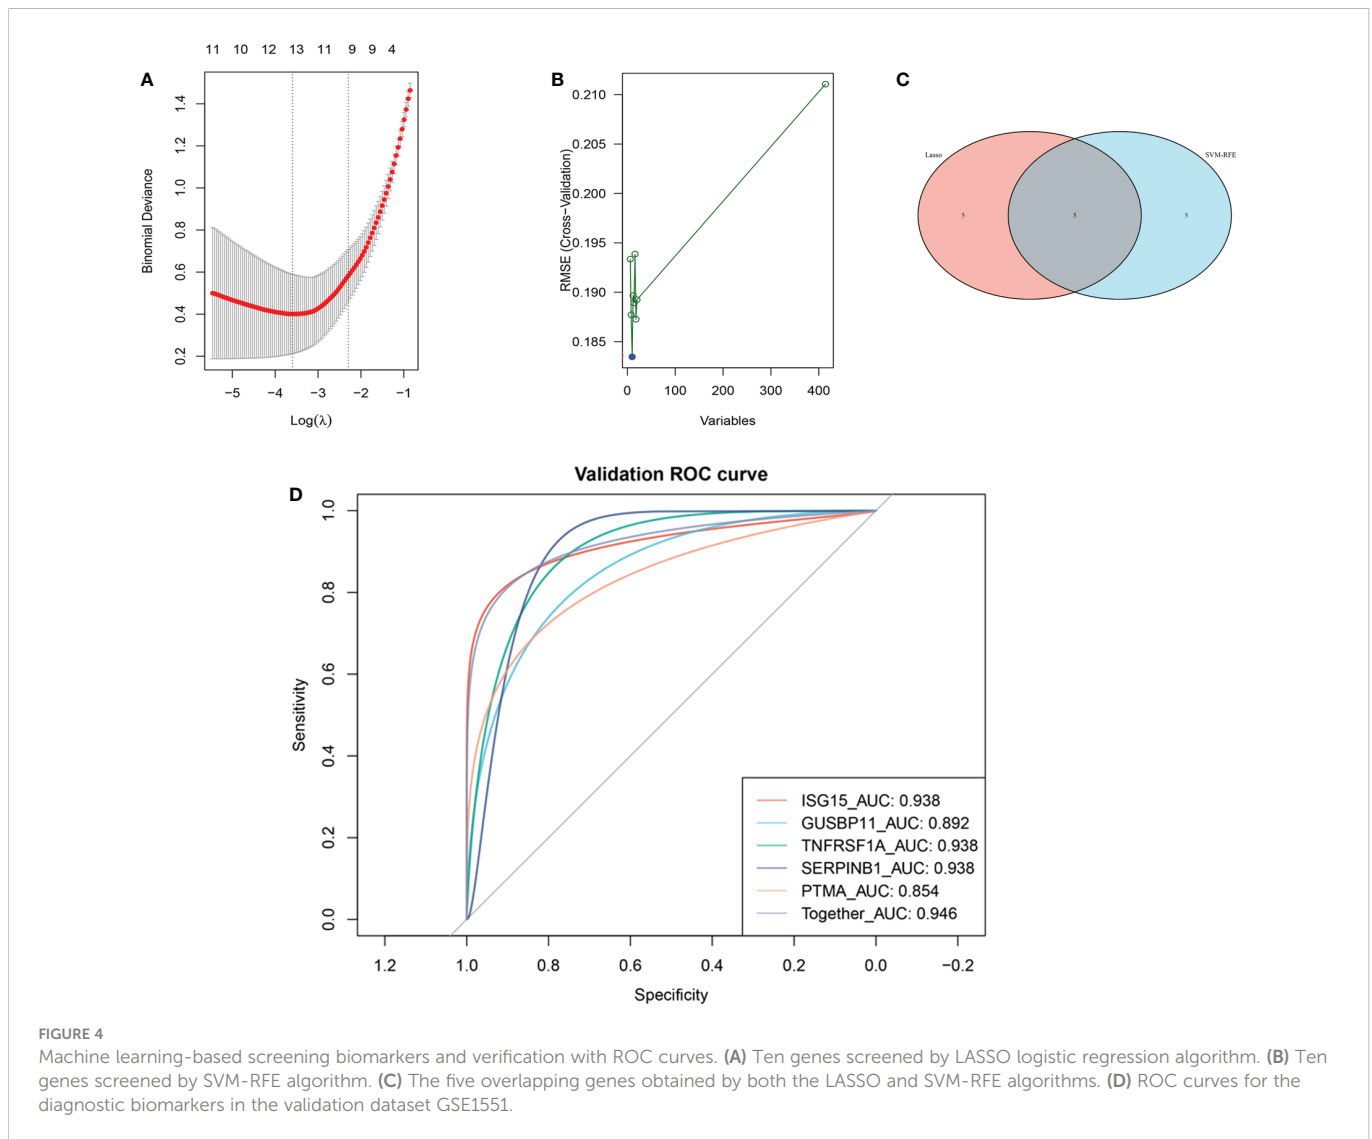 11 10 12 13 11 9 9 4
A
Binomial Deviance
1.4
1.2
1.0
0.8
0.6
0.4
0.2
−5 −4 −3 −2 −1
Log(λ)
B
RMSE (Cross−Validation)
0.210
0.205
0.200
0.195
0.190
0.185
0 100 200 300 400
Variables
C
Lasso
SVM-RFE
5 5 5
Validation ROC curve
D
Sensitivity
1.0
0.8
0.6
0.4
0.2
0.0
ISG15_AUC: 0.938
GUSBP11_AUC: 0.892
TNFRSF1A_AUC: 0.938
SERPINB1_AUC: 0.938
PTMA_AUC: 0.854
Together_AUC: 0.946
1.2 1.0 0.8 0.6 0.4 0.2 0.0 −0.2
Specificity
FIGURE 4
Machine learning-based screening biomarkers and verification with ROC curves. (A) Ten genes screened by LASSO logistic regression algorithm. (B) Ten
genes screened by SVM-RFE algorithm. (C) The five overlapping genes obtained by both the LASSO and SVM-RFE algorithms. (D) ROC curves for the
diagnostic biomarkers in the validation dataset GSE1551.